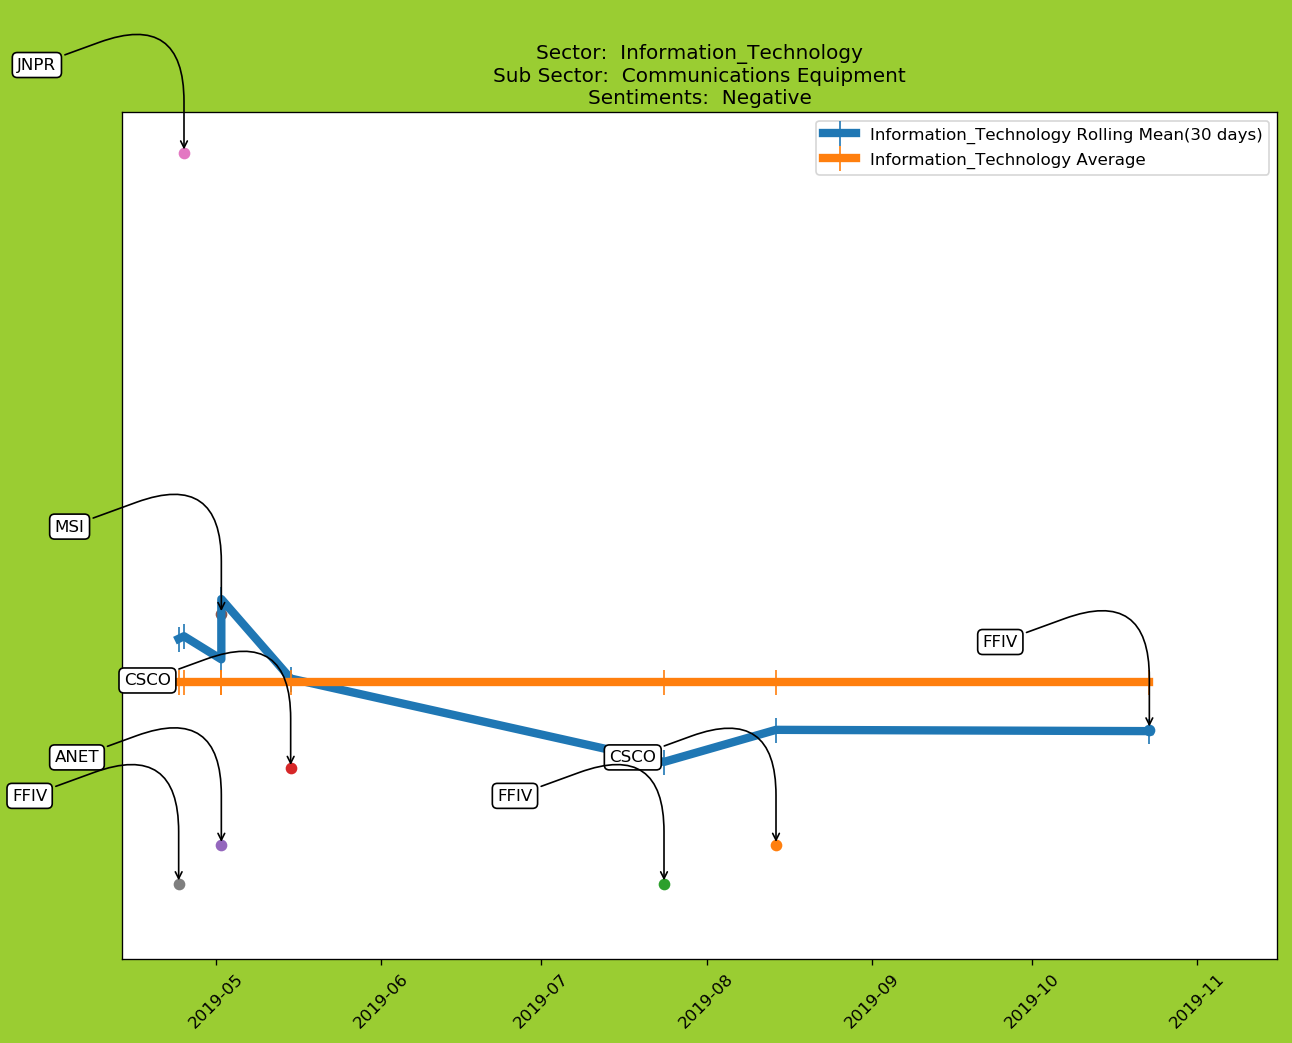 JNPR
Sector:  Information_Technology
Sub Sector:  Communications Equipment
Sentiments:  Negative
Information_Technology Rolling Mean(30 days)
Information_Technology Average
MSI
FFIV
CSCO
ANET
CSCO
FFIV
FFIV
2019-05
2019-06
2019-07
2019-08
2019-09
2019-10
2019-11